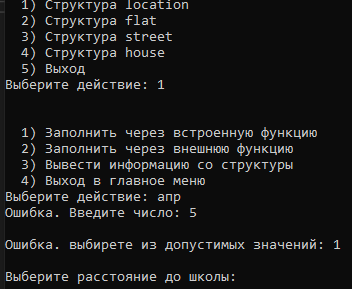 1) Структура location
2) Структура flat
3) Структура street
4) Структура house
5) Выход
Выберите действие: 1
1) Заполнить через встроенную функцию
2) Заполнить через внешнюю функцию
3) Вывести информацию со структуры
4) Выход в главное меню
Выберите действие: апр
Ошибка. Введите число: 5
Ошибка. выбирете из допустимых значений: 1
Выберите расстояние до школы: